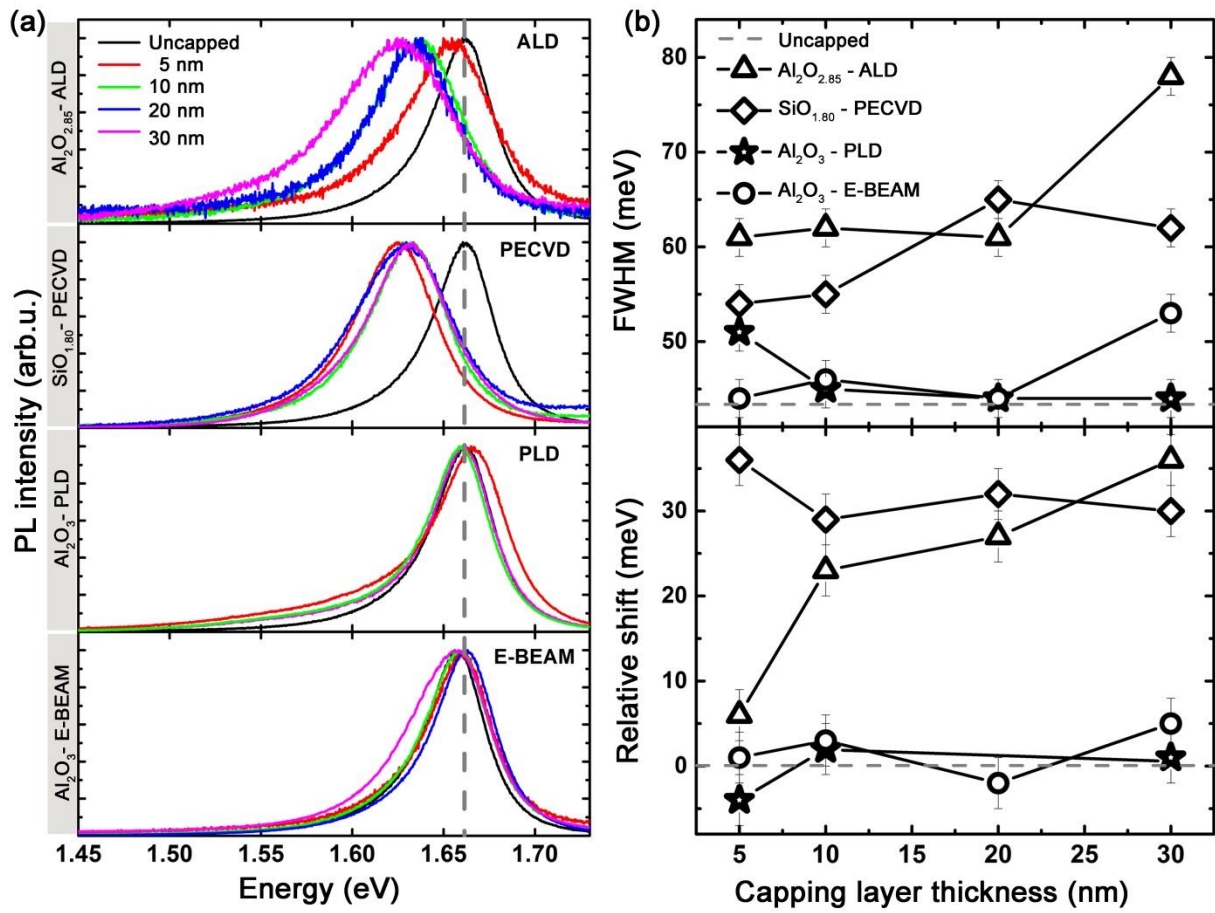 (a)
PL intensity (arb.u.)
Al₂O₂.₈₅- ALD
Uncapped
5 nm
10 nm
20 nm
30 nm
ALD
SiO₁.₈₀- PECVD
PECVD
Al₂O₃- PLD
PLD
Al₂O₃- E-BEAM
E-BEAM
1.45 1.50 1.55 1.60 1.65 1.70
Energy (eV)
(b)
FWHM (meV)
80
70
60
50
Uncapped
Al₂O₂.₈₅ - ALD
SiO₁.₈₀ - PECVD
Al₂O₃ - PLD
Al₂O₃ - E-BEAM
Relative shift (meV)
30
20
10
0
5 10 15 20 25 30
Capping layer thickness (nm)